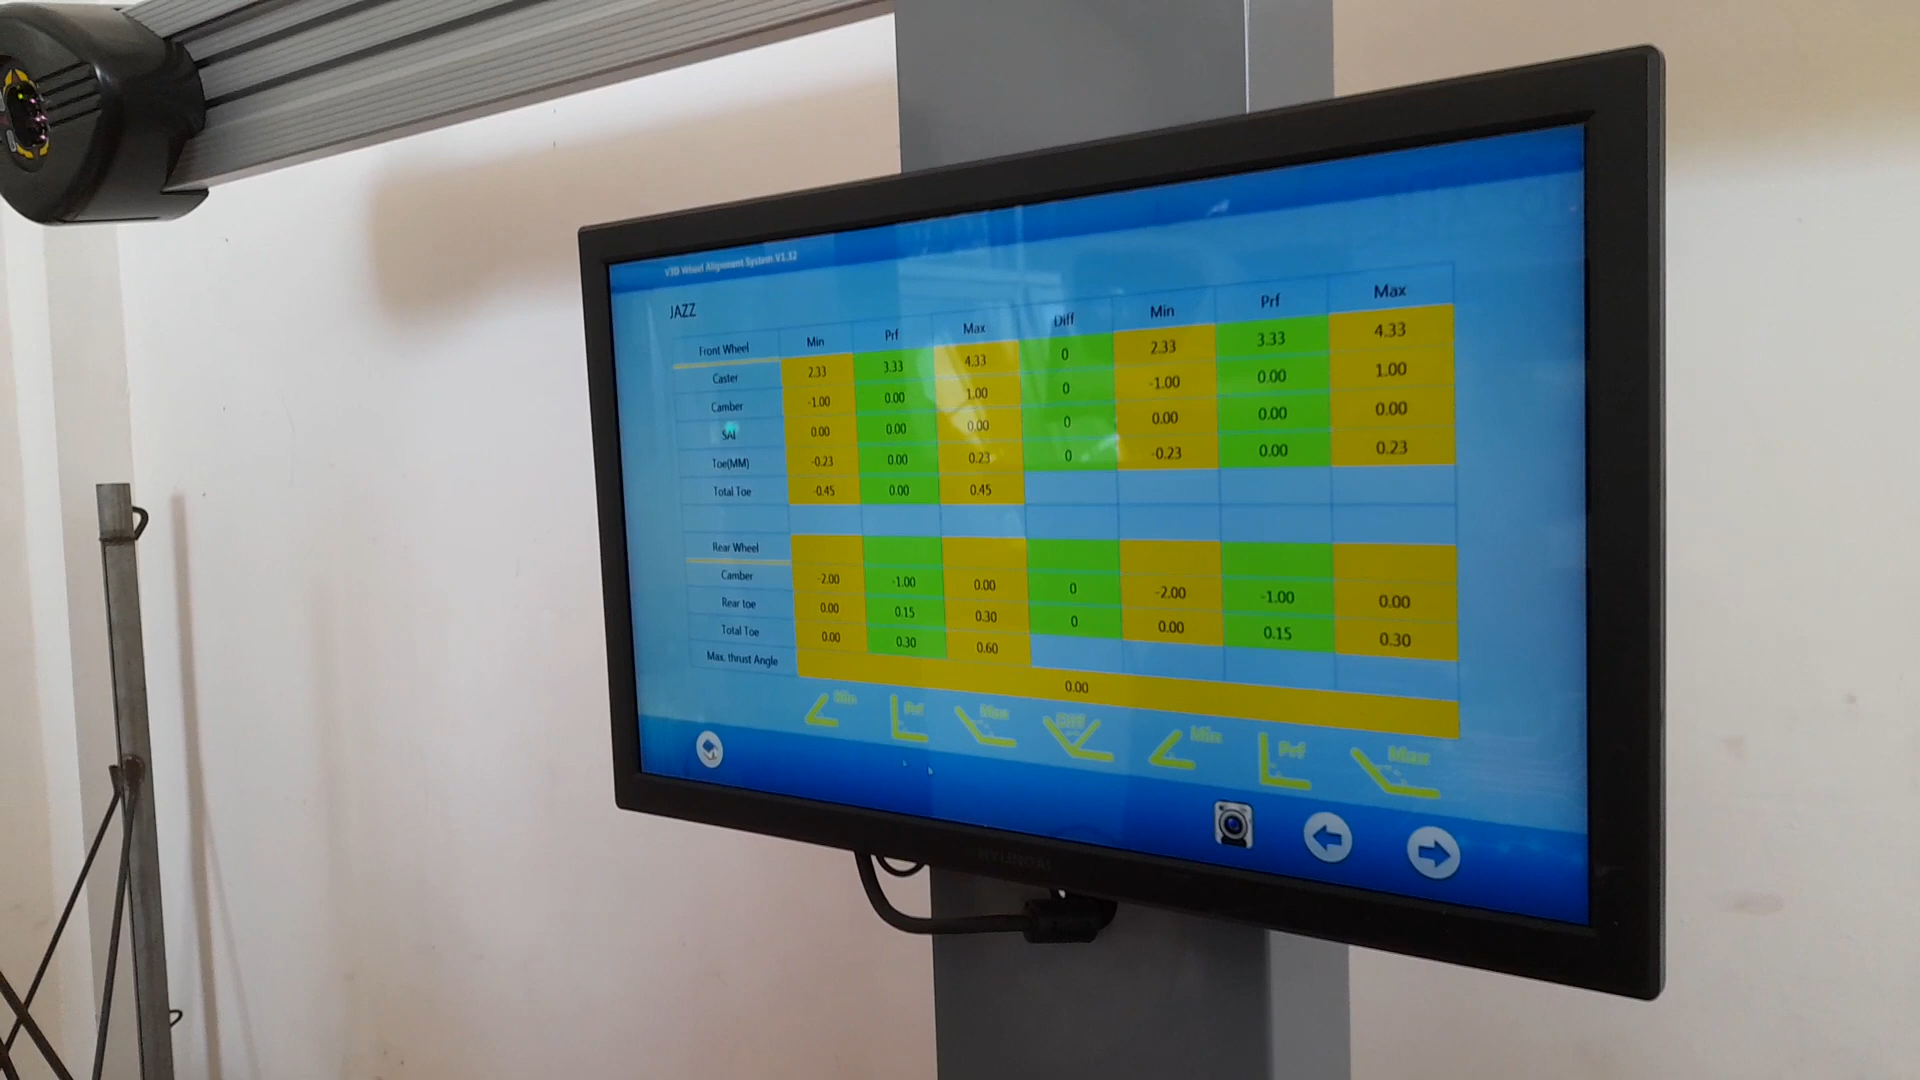 V3D Wheel Alignment System V1.12
JAZZ
Front Wheel Min Prf Max Diff Min Prf Max
Caster 2.33 3.33 4.33 0 2.33 3.33 4.33
Camber -1.00 0.00 1.00 0 -1.00 0.00 1.00
SAI 0.00 0.00 0.00 0 0.00 0.00 0.00
Toe(MM) -0.23 0.00 0.23 0 -0.23 0.00 0.23
Total Toe -0.45 0.00 0.45
Rear Wheel
Camber -2.00 -1.00 0.00 0 -2.00 -1.00 0.00
Rear toe 0.00 0.15 0.30 0 0.00 0.15 0.30
Total Toe 0.00 0.30 0.60
Max. thrust Angle 0.00
Min Prf Max Diff Min Prf Max
HYUNDAI